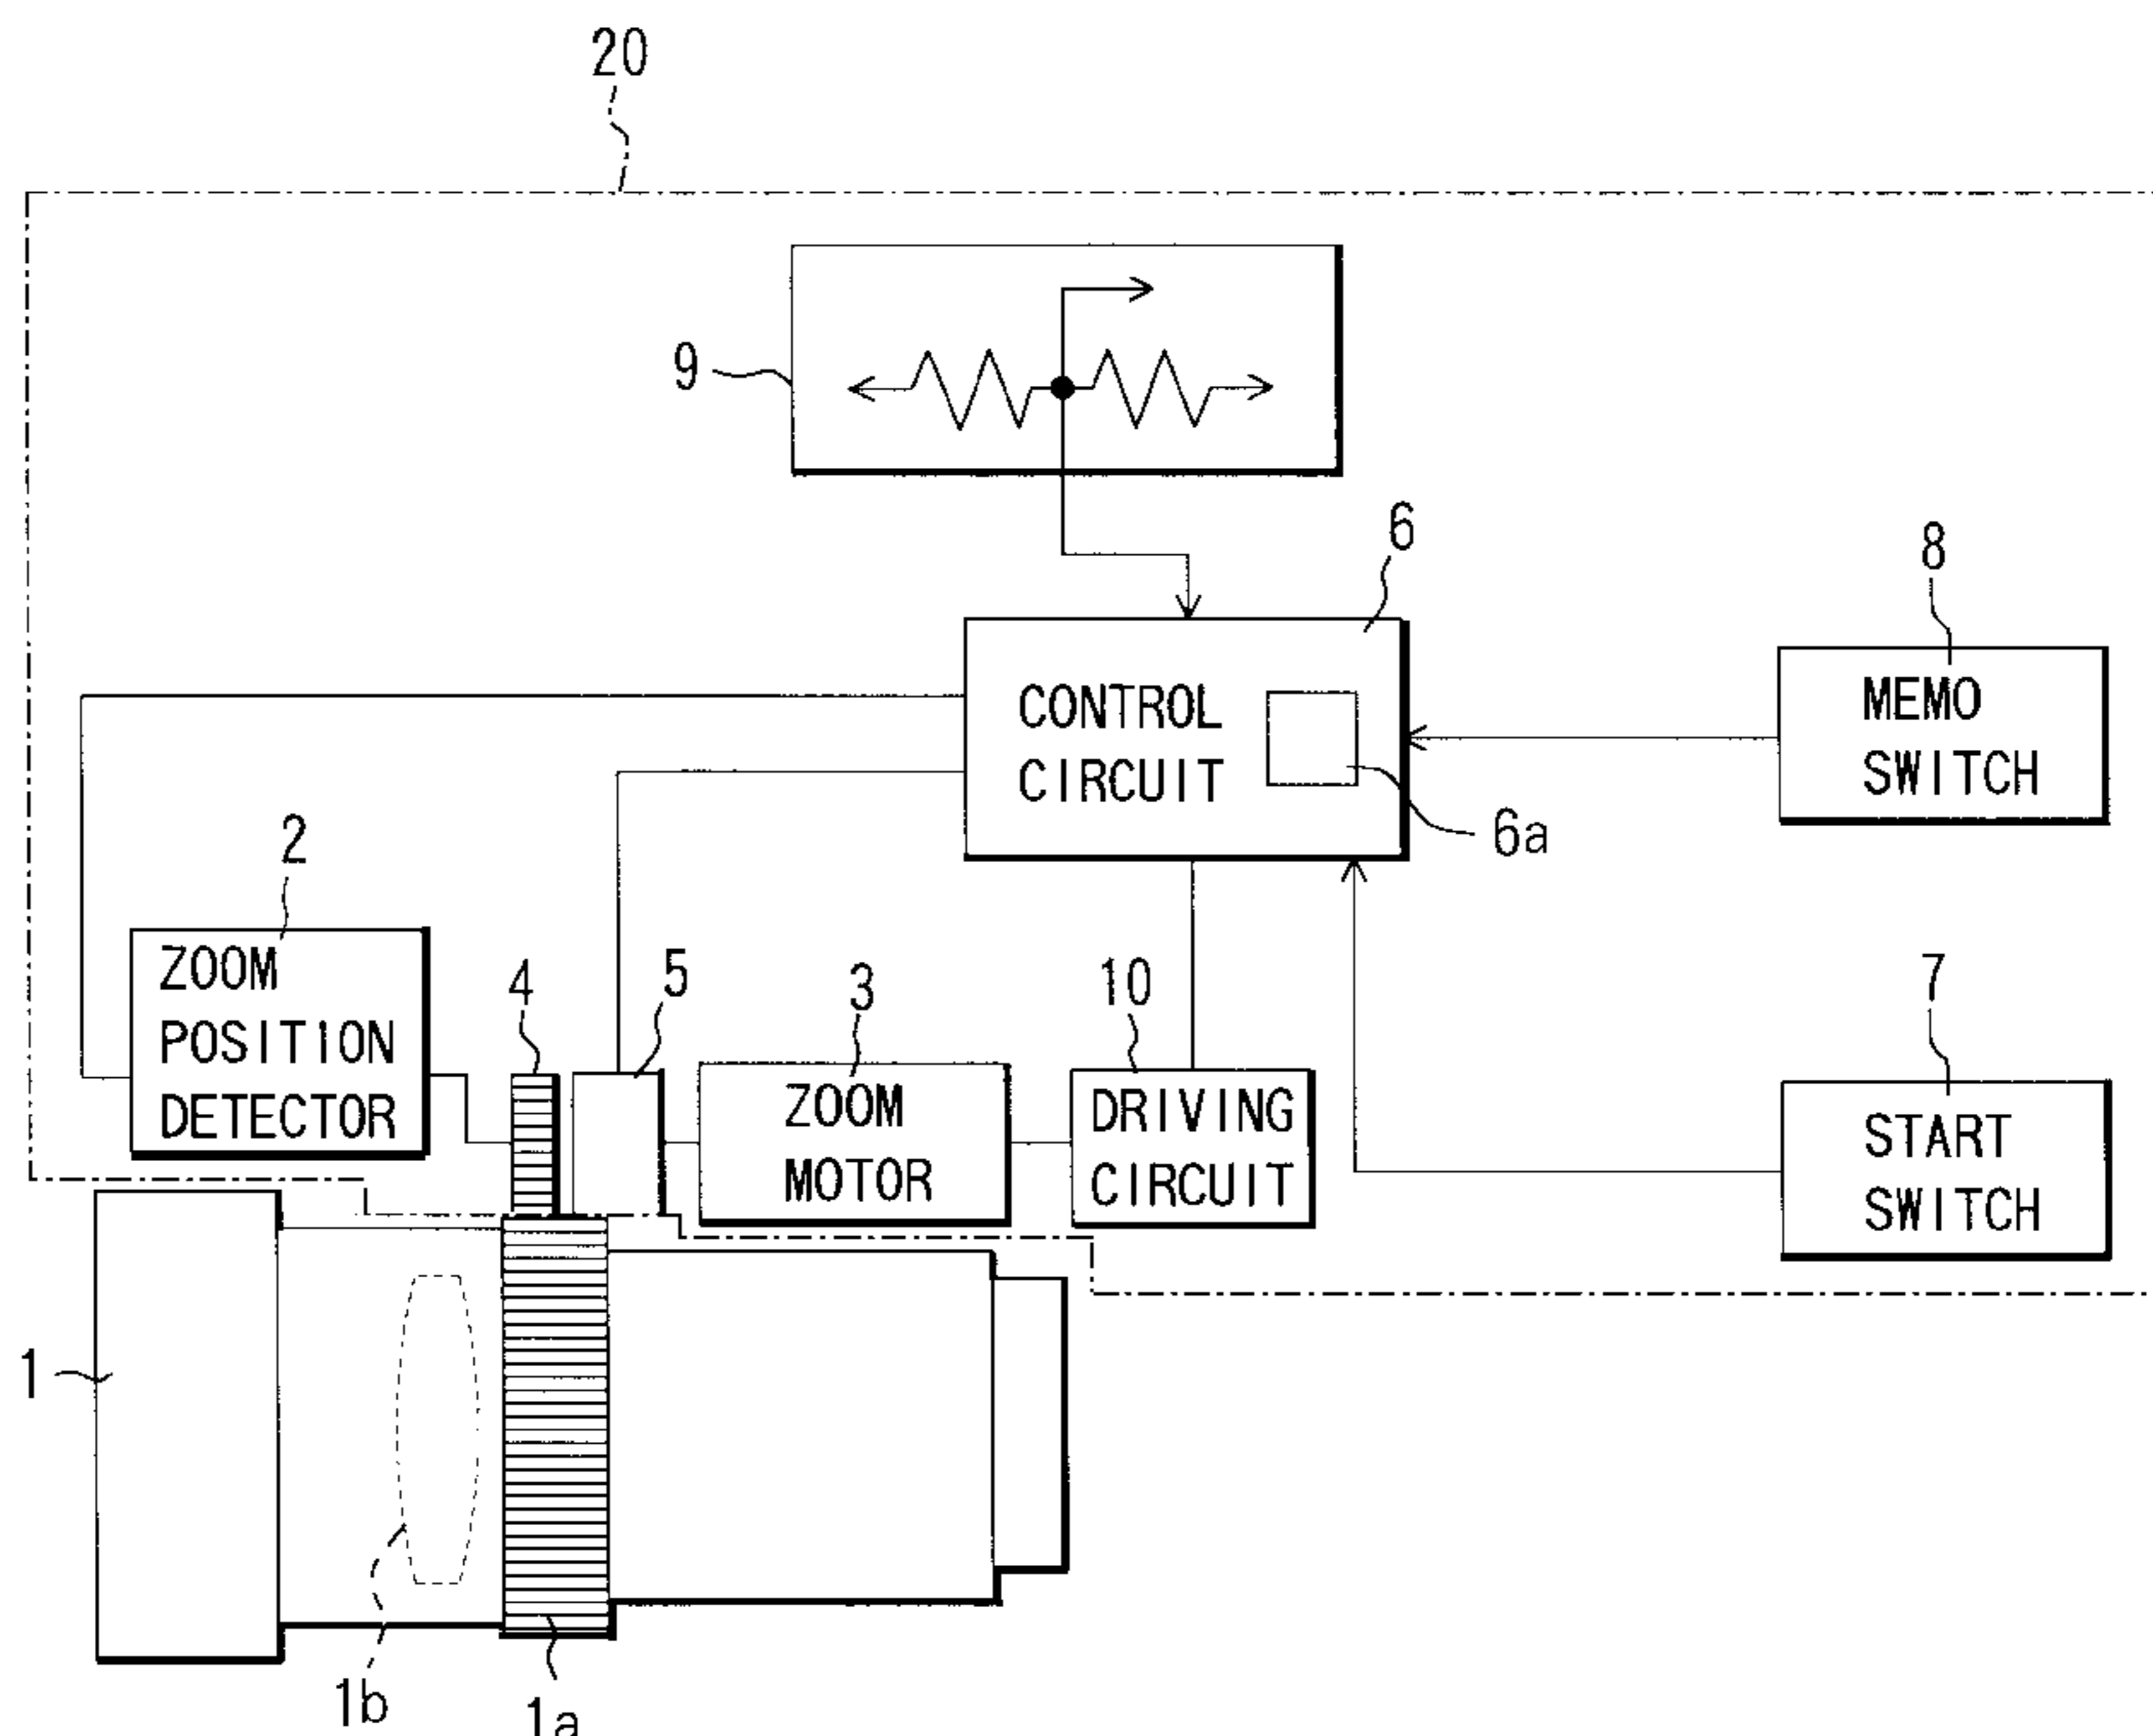 20
9
6
8
CONTROL
CIRCUIT
MEMO
SWITCH
6a
2
ZOOM
POSITION
DETECTOR
4
5
3
10
7
ZOOM
MOTOR
DRIVING
CIRCUIT
START
SWITCH
1
1b
1a